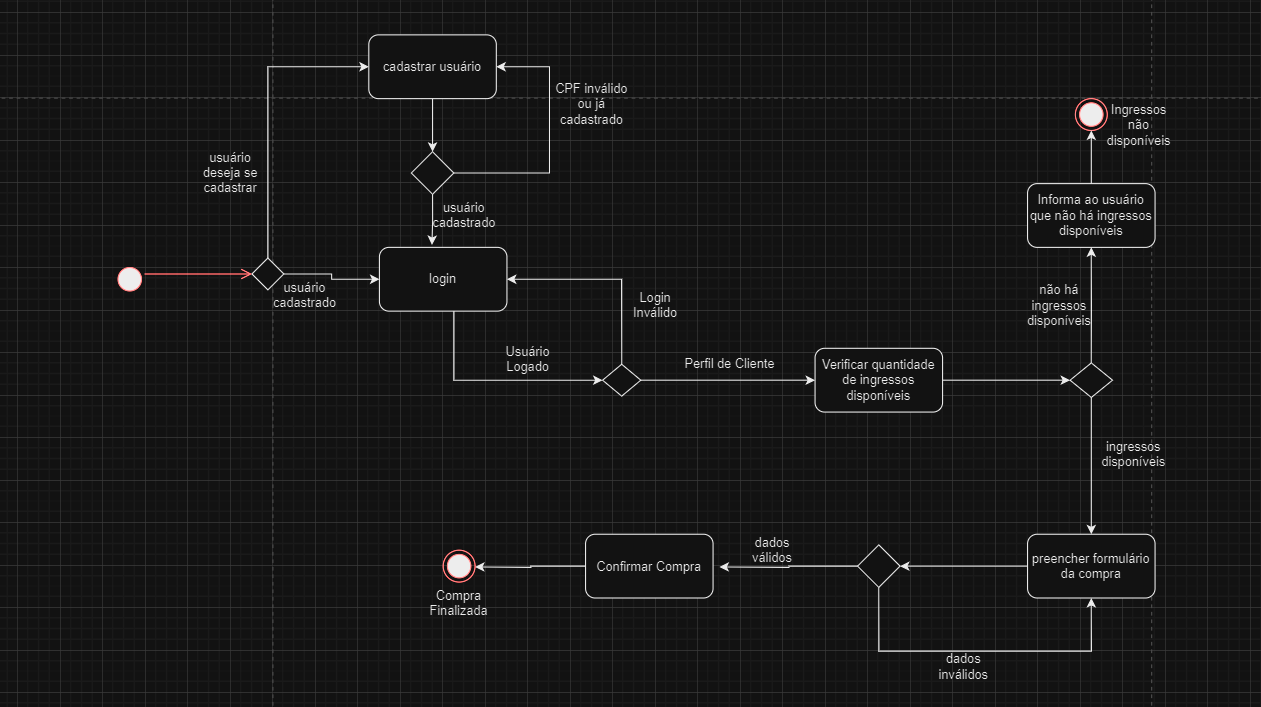 cadastrar usuário
CPF inválido
ou já
cadastrado
Ingressos
não
disponíveis
usuário
deseja se
cadastrar
usuário
cadastrado
Informa ao usuário
que não há ingressos
disponíveis
login
usuário
cadastrado
Login
Inválido
não há
ingressos
disponíveis
Usuário
Logado
Perfil de Cliente
Verificar quantidade
de ingressos
disponíveis
ingressos
disponíveis
preencher formulário
da compra
dados
válidos
Confirmar Compra
Compra
Finalizada
dados
inválidos